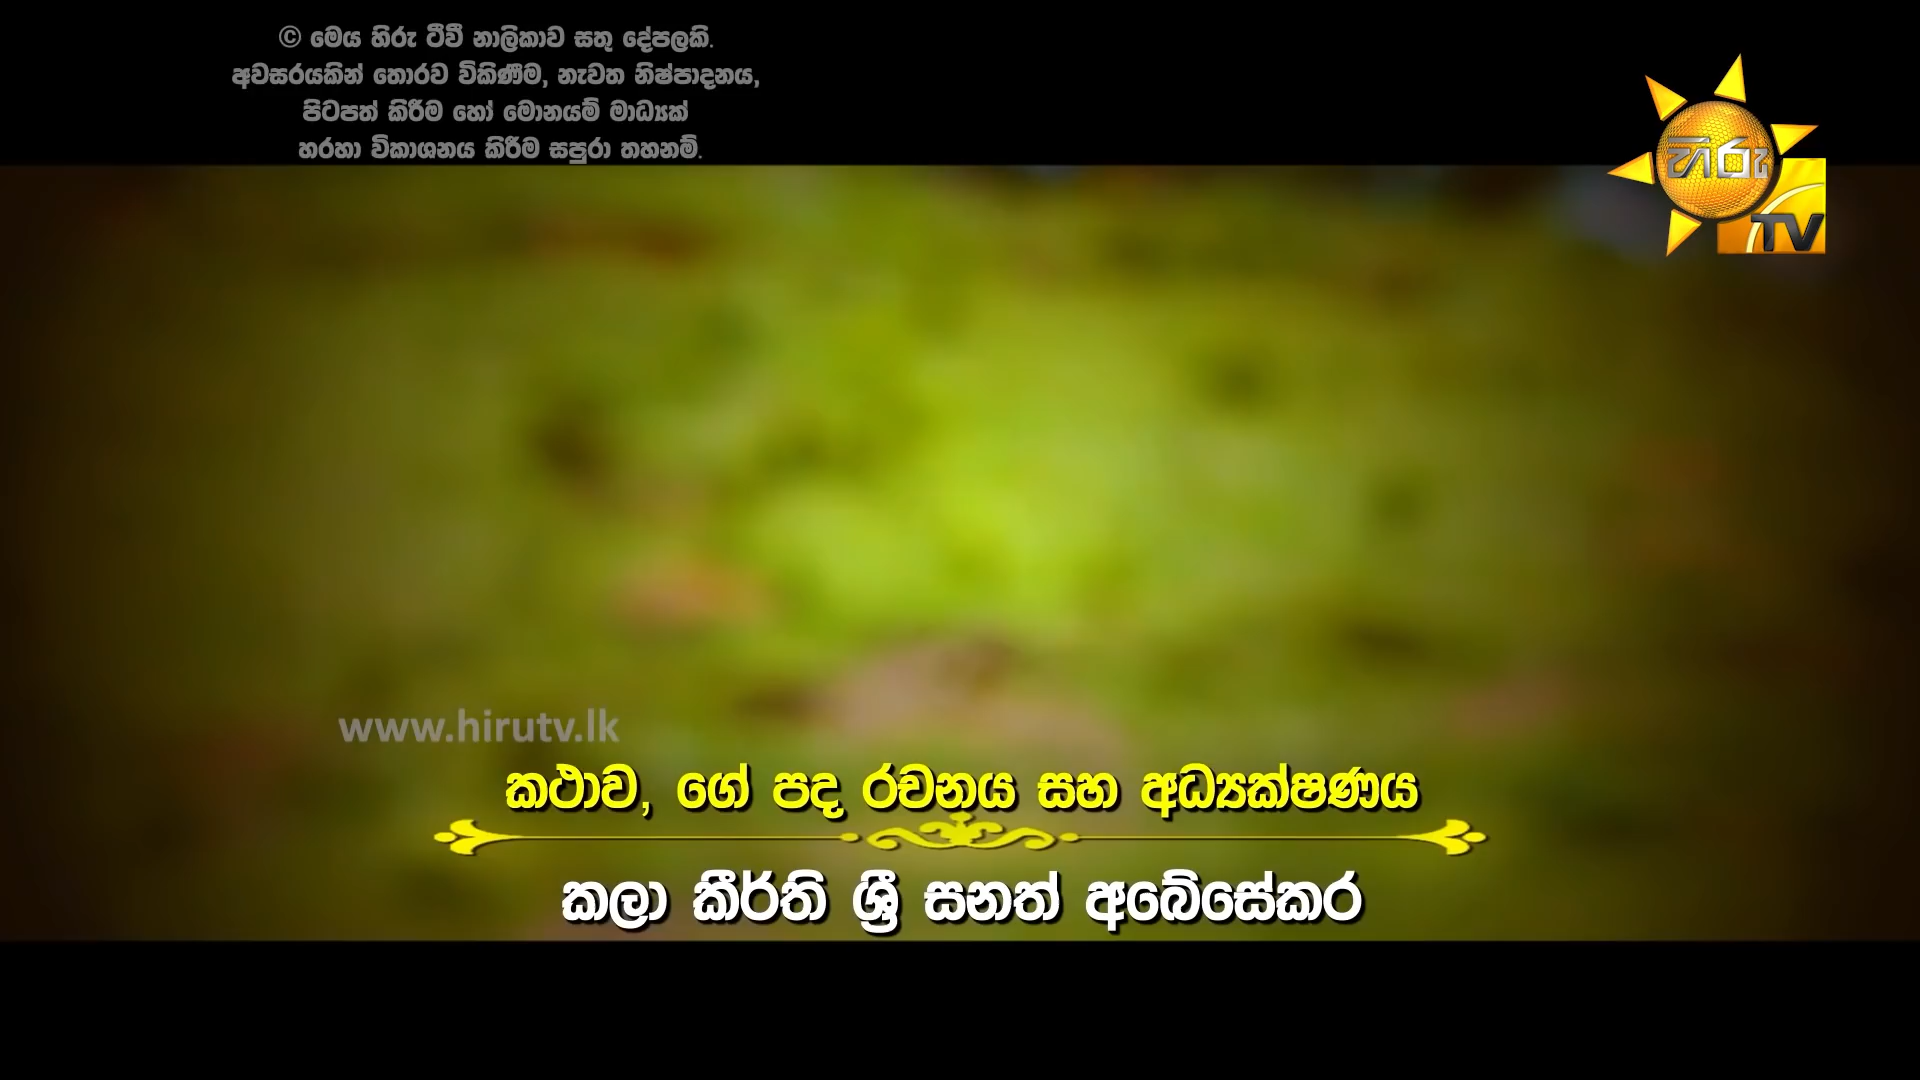 © මෙය හිරු ටීවී නාලිකාව සතු දේපලකි.
අවසරයකින් තොරව විකිණීම, නැවත නිෂ්පාදනය,
පිටපත් කිරීම හෝ මොනයම් මාධ්‍යක්
හරහා විකාශනය කිරීම සපුරා තහනම්.
හිරු
TV
www.hirutv.lk
කථාව, ගේ පද රචනය සහ අධ්‍යක්ෂණය
කලා කීර්ති ශ්‍රී සනත් අබේසේකර